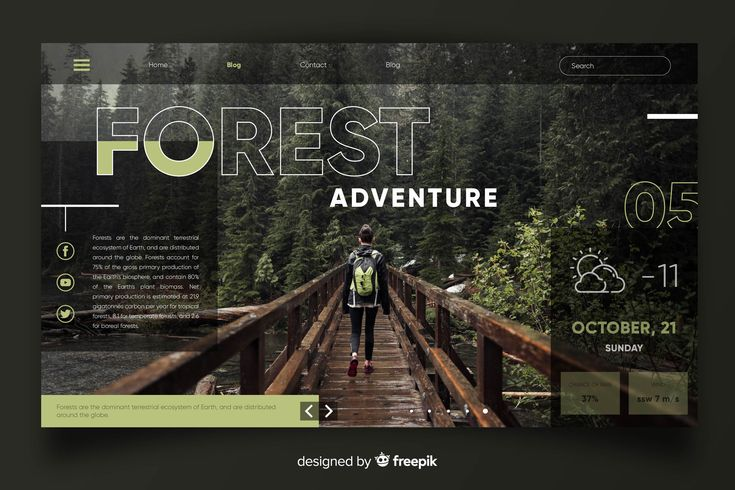 Home Blog Contact Blog Search
FOREST
ADVENTURE
05
Forests are the dominant terrestrial
ecosystem of Earth, and are distributed
around the globe. Forests account for
75% of the gross primary production of
the Earth's biosphere, and contain 80%
of the Earth's plant biomass. Net
primary production is estimated at 21.9
gigatonnes carbon per year for tropical
forests, 8.1 for temperate forests, and 2.6
for boreal forests.
-11
OCTOBER, 21
SUNDAY
CHANCE OF RAIN
37%
WIND
ssw 7 m/s
Forests are the dominant terrestrial ecosystem of Earth, and are distributed
around the globe.
designed by freepik